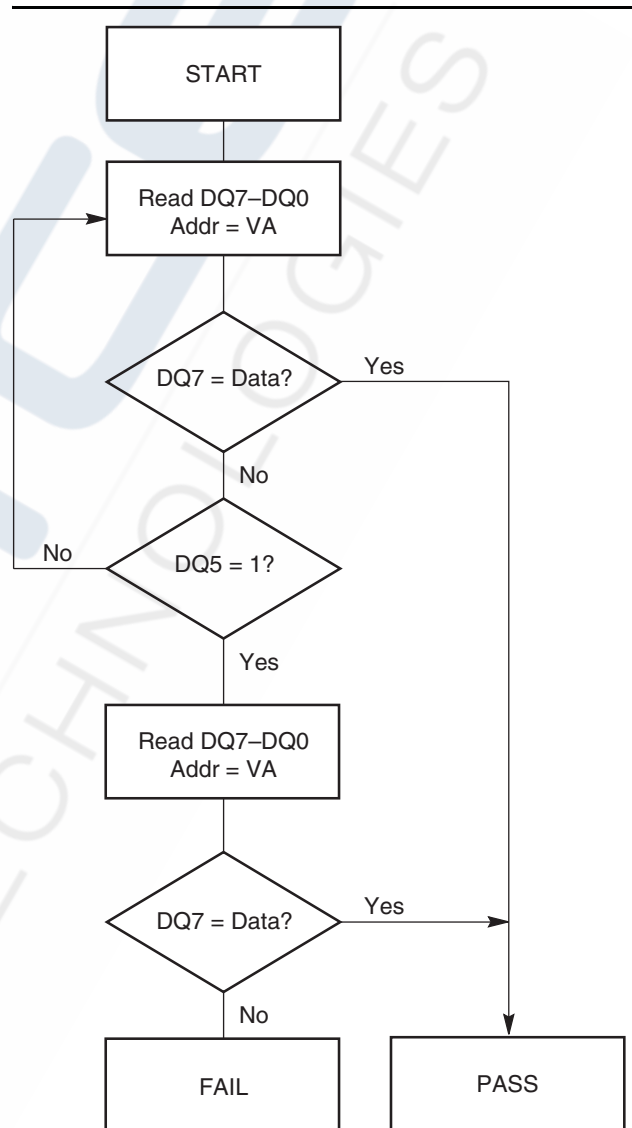 START
Read DQ7–DQ0
Addr = VA
DQ7 = Data?
Yes
No
DQ5 = 1?
No
Yes
Read DQ7–DQ0
Addr = VA
DQ7 = Data?
Yes
No
FAIL
PASS